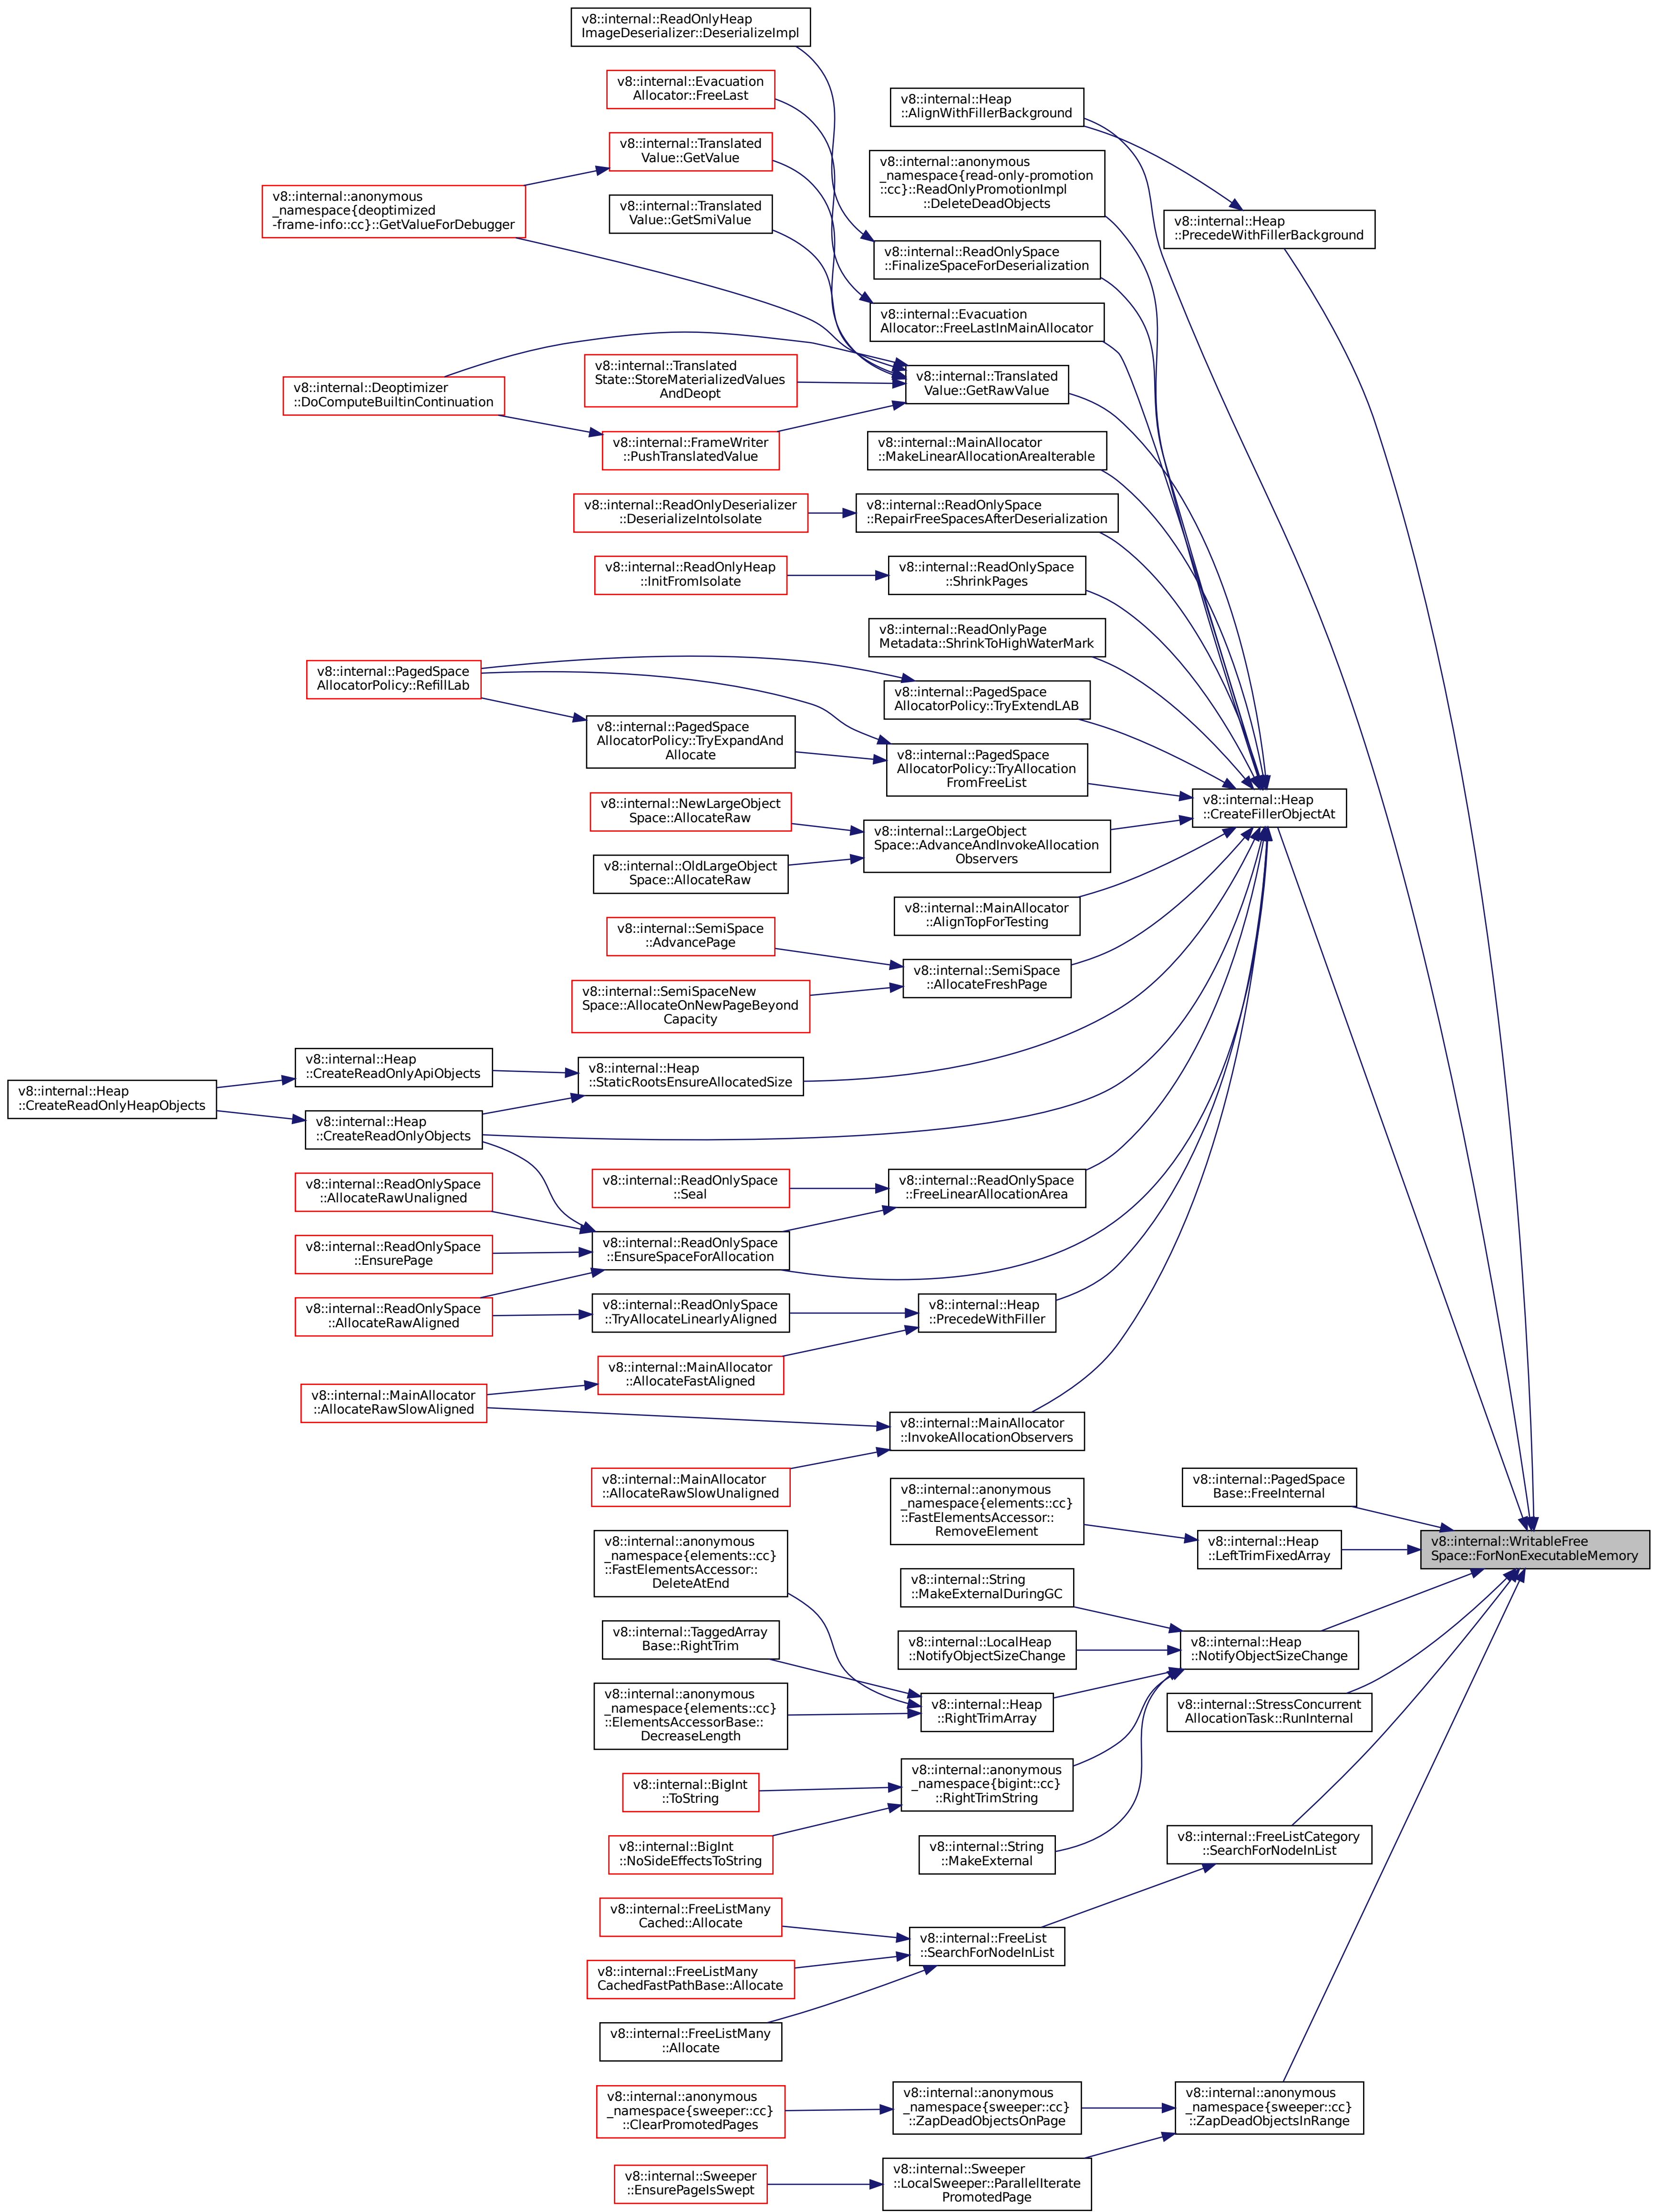 v8::internal::ReadOnlyHeap
ImageDeserializer::DeserializeImpl
v8::internal::Evacuation
Allocator::FreeLast
v8::internal::Heap
::AlignWithFillerBackground
v8::internal::Translated
Value::GetValue
v8::internal::anonymous
_namespace{read-only-promotion
::cc}::ReadOnlyPromotionImpl
::DeleteDeadObjects
v8::internal::anonymous
_namespace{deoptimized
-frame-info::cc}::GetValueForDebugger
v8::internal::Translated
Value::GetSmiValue
v8::internal::Heap
::PrecedeWithFillerBackground
v8::internal::ReadOnlySpace
::FinalizeSpaceForDeserialization
v8::internal::Evacuation
Allocator::FreeLastInMainAllocator
v8::internal::Translated
State::StoreMaterializedValues
AndDeopt
v8::internal::Translated
Value::GetRawValue
v8::internal::Deoptimizer
::DoComputeBuiltinContinuation
v8::internal::FrameWriter
::PushTranslatedValue
v8::internal::MainAllocator
::MakeLinearAllocationAreaIterable
v8::internal::ReadOnlyDeserializer
::DeserializeIntoIsolate
v8::internal::ReadOnlySpace
::RepairFreeSpacesAfterDeserialization
v8::internal::ReadOnlyHeap
::InitFromIsolate
v8::internal::ReadOnlySpace
::ShrinkPages
v8::internal::ReadOnlyPage
Metadata::ShrinkToHighWaterMark
v8::internal::PagedSpace
AllocatorPolicy::RefillLab
v8::internal::PagedSpace
AllocatorPolicy::TryExtendLAB
v8::internal::PagedSpace
AllocatorPolicy::TryExpandAnd
Allocate
v8::internal::PagedSpace
AllocatorPolicy::TryAllocation
FromFreeList
v8::internal::Heap
::CreateFillerObjectAt
v8::internal::NewLargeObject
Space::AllocateRaw
v8::internal::LargeObject
Space::AdvanceAndInvokeAllocation
Observers
v8::internal::OldLargeObject
Space::AllocateRaw
v8::internal::MainAllocator
::AlignTopForTesting
v8::internal::SemiSpace
::AdvancePage
v8::internal::SemiSpace
::AllocateFreshPage
v8::internal::SemiSpaceNew
Space::AllocateOnNewPageBeyond
Capacity
v8::internal::Heap
::CreateReadOnlyHeapObjects
v8::internal::Heap
::CreateReadOnlyApiObjects
v8::internal::Heap
::StaticRootsEnsureAllocatedSize
v8::internal::Heap
::CreateReadOnlyObjects
v8::internal::ReadOnlySpace
::AllocateRawUnaligned
v8::internal::ReadOnlySpace
::Seal
v8::internal::ReadOnlySpace
::FreeLinearAllocationArea
v8::internal::ReadOnlySpace
::EnsurePage
v8::internal::ReadOnlySpace
::EnsureSpaceForAllocation
v8::internal::ReadOnlySpace
::AllocateRawAligned
v8::internal::ReadOnlySpace
::TryAllocateLinearlyAligned
v8::internal::Heap
::PrecedeWithFiller
v8::internal::MainAllocator
::AllocateFastAligned
v8::internal::MainAllocator
::AllocateRawSlowAligned
v8::internal::MainAllocator
::InvokeAllocationObservers
v8::internal::MainAllocator
::AllocateRawSlowUnaligned
v8::internal::PagedSpace
Base::FreeInternal
v8::internal::anonymous
_namespace{elements::cc}
::FastElementsAccessor::
RemoveElement
v8::internal::Heap
::LeftTrimFixedArray
v8::internal::WritableFree
Space::ForNonExecutableMemory
v8::internal::anonymous
_namespace{elements::cc}
::FastElementsAccessor::
DeleteAtEnd
v8::internal::String
::MakeExternalDuringGC
v8::internal::TaggedArray
Base::RightTrim
v8::internal::LocalHeap
::NotifyObjectSizeChange
v8::internal::Heap
::NotifyObjectSizeChange
v8::internal::anonymous
_namespace{elements::cc}
::ElementsAccessorBase::
DecreaseLength
v8::internal::Heap
::RightTrimArray
v8::internal::StressConcurrent
AllocationTask::RunInternal
v8::internal::BigInt
::ToString
v8::internal::anonymous
_namespace{bigint::cc}
::RightTrimString
v8::internal::BigInt
::NoSideEffectsToString
v8::internal::String
::MakeExternal
v8::internal::FreeListCategory
::SearchForNodeInList
v8::internal::FreeListMany
Cached::Allocate
v8::internal::FreeList
::SearchForNodeInList
v8::internal::FreeListMany
CachedFastPathBase::Allocate
v8::internal::FreeListMany
::Allocate
v8::internal::anonymous
_namespace{sweeper::cc}
::ClearPromotedPages
v8::internal::anonymous
_namespace{sweeper::cc}
::ZapDeadObjectsOnPage
v8::internal::anonymous
_namespace{sweeper::cc}
::ZapDeadObjectsInRange
v8::internal::Sweeper
::EnsurePageIsSwept
v8::internal::Sweeper
::LocalSweeper::ParallelIterate
PromotedPage